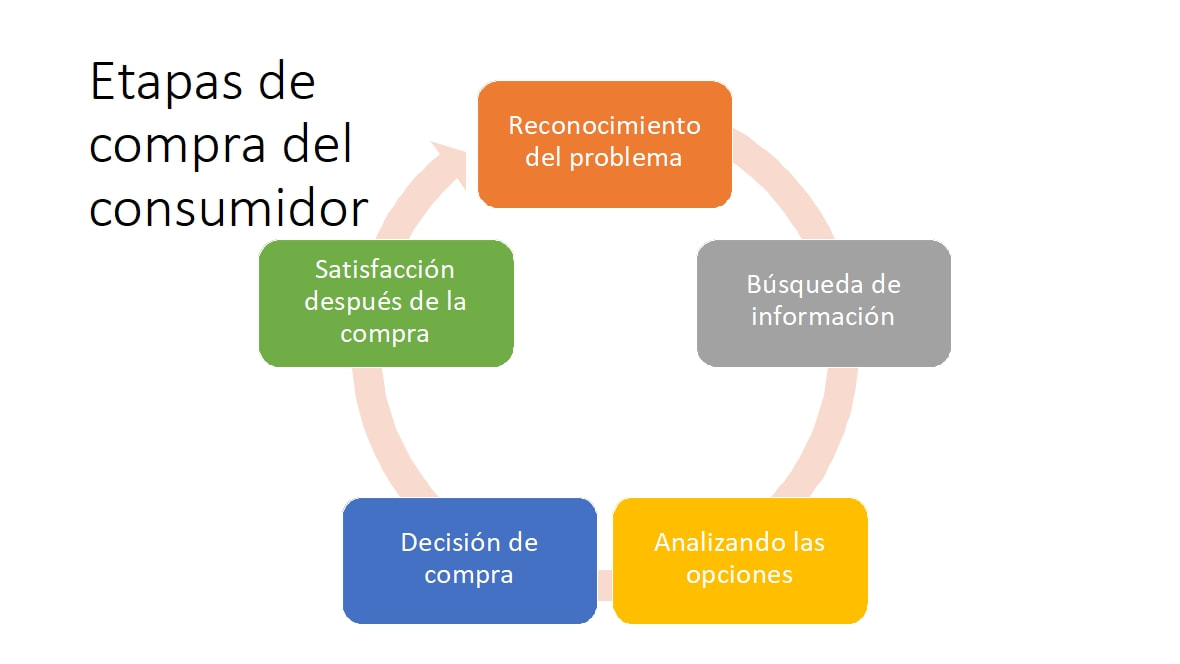 Etapas de
compra del
consumidor
Reconocimiento
del problema
Búsqueda de
información
Analizando las
opciones
Decisión de
compra
Satisfacción
después de la
compra